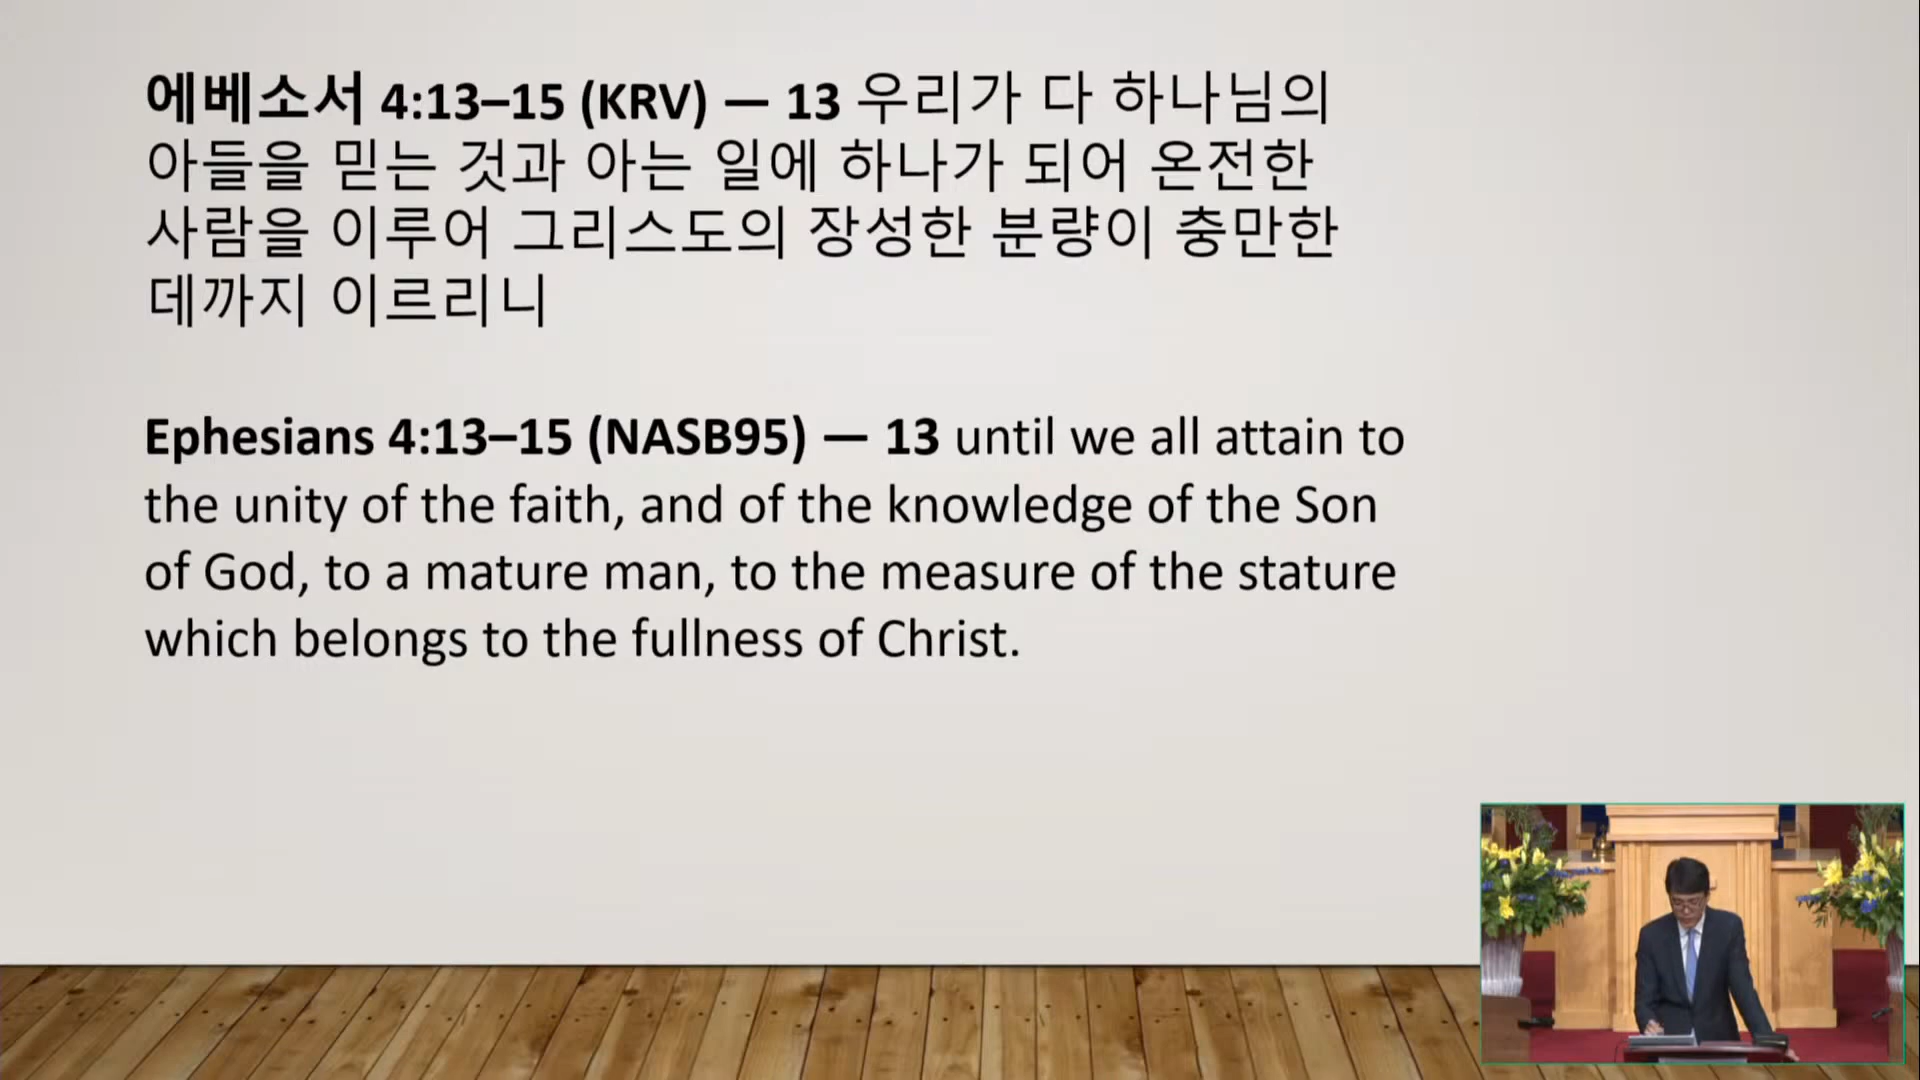 에베소서 4:13–15 (KRV) — 13 우리가 다 하나님의
아들을 믿는 것과 아는 일에 하나가 되어 온전한
사람을 이루어 그리스도의 장성한 분량이 충만한
데까지 이르리니
Ephesians 4:13–15 (NASB95) — 13 until we all attain to
the unity of the faith, and of the knowledge of the Son
of God, to a mature man, to the measure of the stature
which belongs to the fullness of Christ.